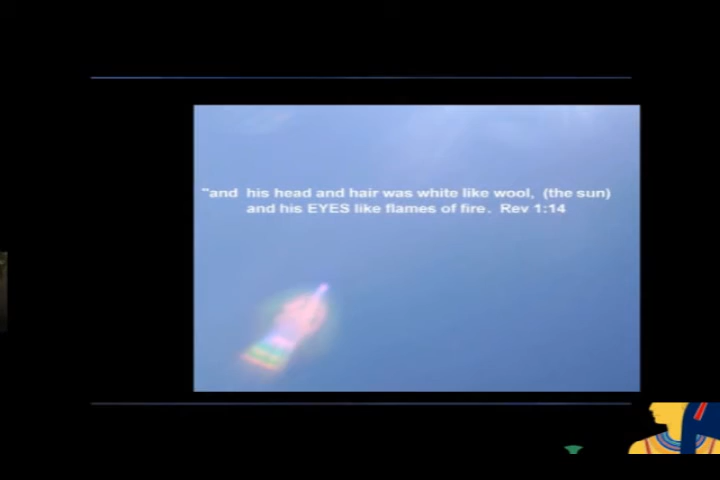 "and his head and hair was white like wool, (the sun)
and his EYES like flames of fire. Rev 1:14